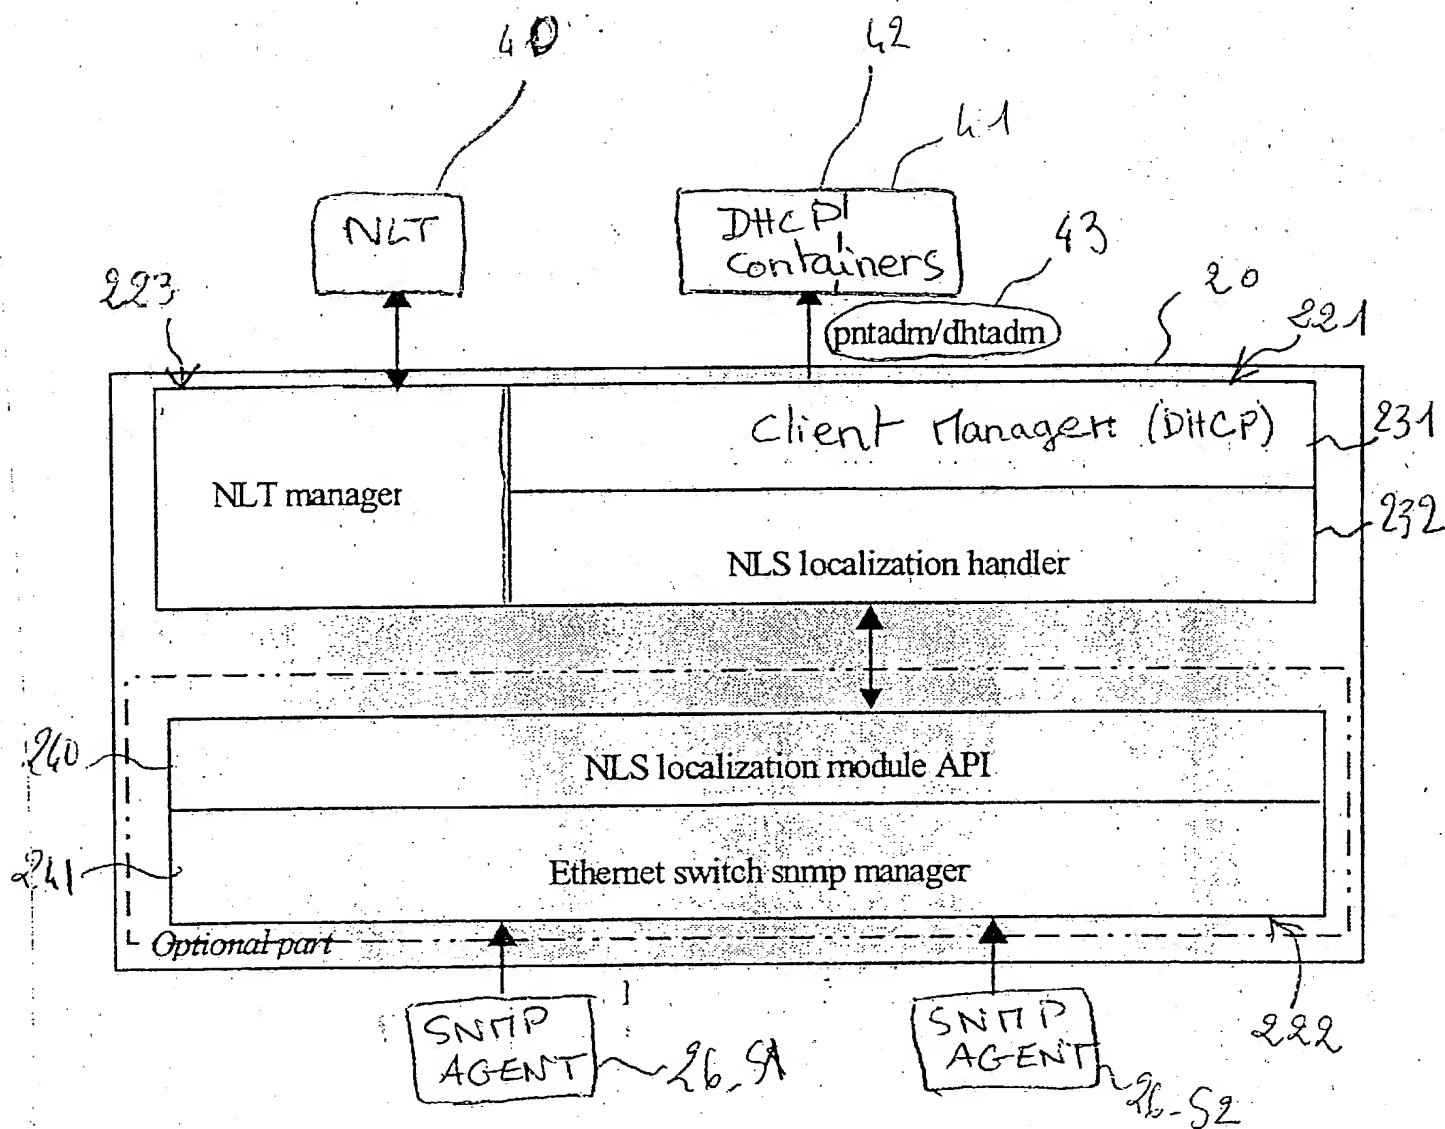 40
42
41
NLT
DHCP
containers
43
223
20
pntadm/dhtadm
221
Client Manager (DHCP)
231
NLT manager
232
NLS localization handler
240
NLS localization module API
241
Ethernet switch snmp manager
Optional part
SNMP
AGENT
26-S1
SNMP
AGENT
26-S2
222